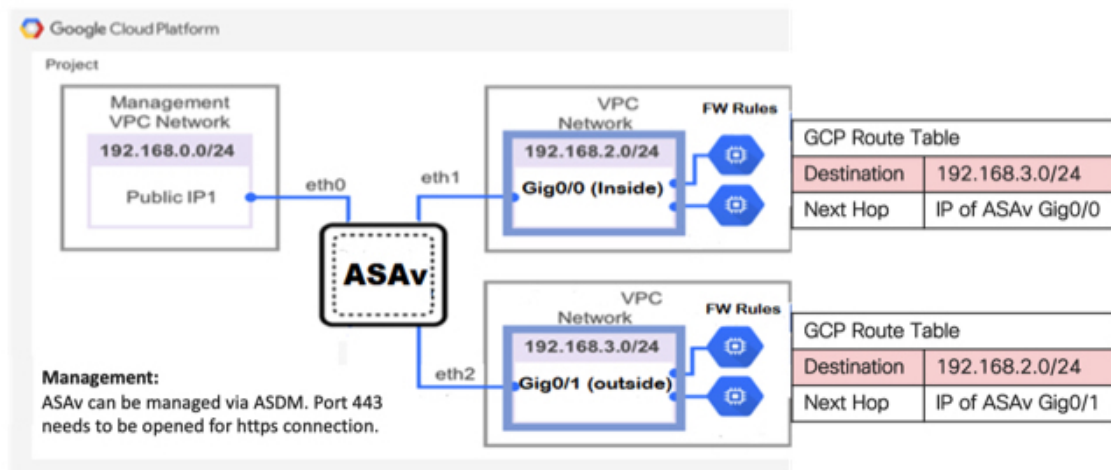 Google Cloud Platform
Project
Management
VPC Network
192.168.0.0/24
Public IP1
eth0
eth1
ASAv
eth2
VPC
Network
FW Rules
192.168.2.0/24
Gig0/0 (Inside)
GCP Route Table
Destination 192.168.3.0/24
Next Hop IP of ASAv Gig0/0
VPC
Network
FW Rules
192.168.3.0/24
Gig0/1 (outside)
GCP Route Table
Destination 192.168.2.0/24
Next Hop IP of ASAv Gig0/1
Management:
ASAv can be managed via ASDM. Port 443
needs to be opened for https connection.